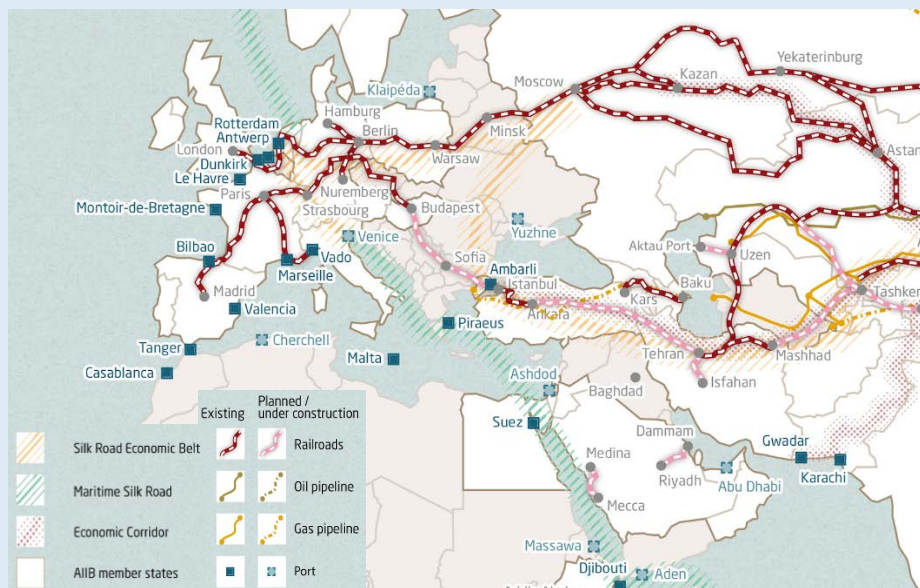 Yekaterinburg
Moscow
Kazan
Klaipėda
Hamburg
Rotterdam
Antwerp
Berlin
Minsk
London
Warsaw
Astan
Dunkirk
Le Havre
Paris
Nuremberg
Strasbourg
Budapest
Montoir-de-Bretagne
Yuzhne
Venice
Aktau Port
Uzen
Bilbao
Vado
Sofia
Ambarli
Marseille
Istanbul
Baku
Madrid
Kars
Tashken
Ankara
Valencia
Piraeus
Cherchell
Tanger
Malta
Tehran
Mashhad
Casablanca
Ashdod
Isfahan
Baghdad
Existing
Planned /
under construction
Suez
Dammam
Gwadar
Silk Road Economic Belt
Railroads
Medina
Riyadh
Abu Dhabi
Karachi
Maritime Silk Road
Oil pipeline
Mecca
Economic Corridor
Gas pipeline
Massawa
AIIB member states
Port
Djibouti
Aden